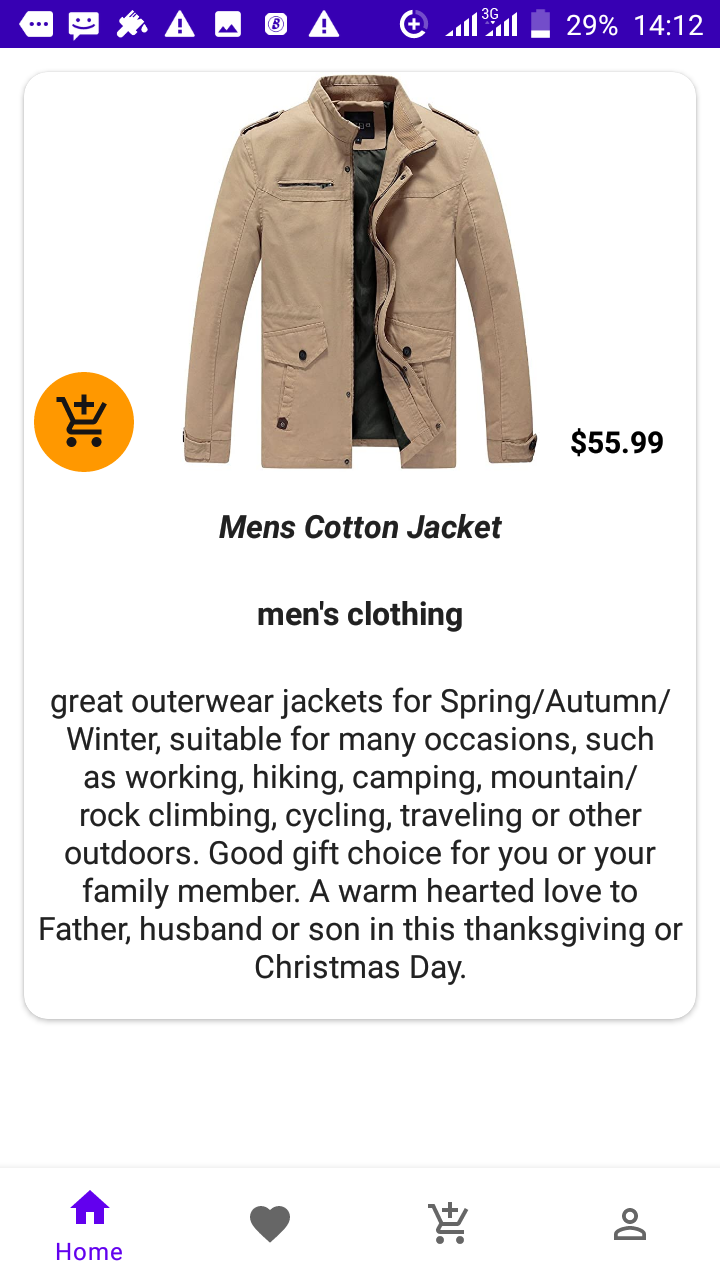 3G 29% 14:12
$55.99
Mens Cotton Jacket
men's clothing
great outerwear jackets for Spring/Autumn/
Winter, suitable for many occasions, such
as working, hiking, camping, mountain/
rock climbing, cycling, traveling or other
outdoors. Good gift choice for you or your
family member. A warm hearted love to
Father, husband or son in this thanksgiving or
Christmas Day.
Home